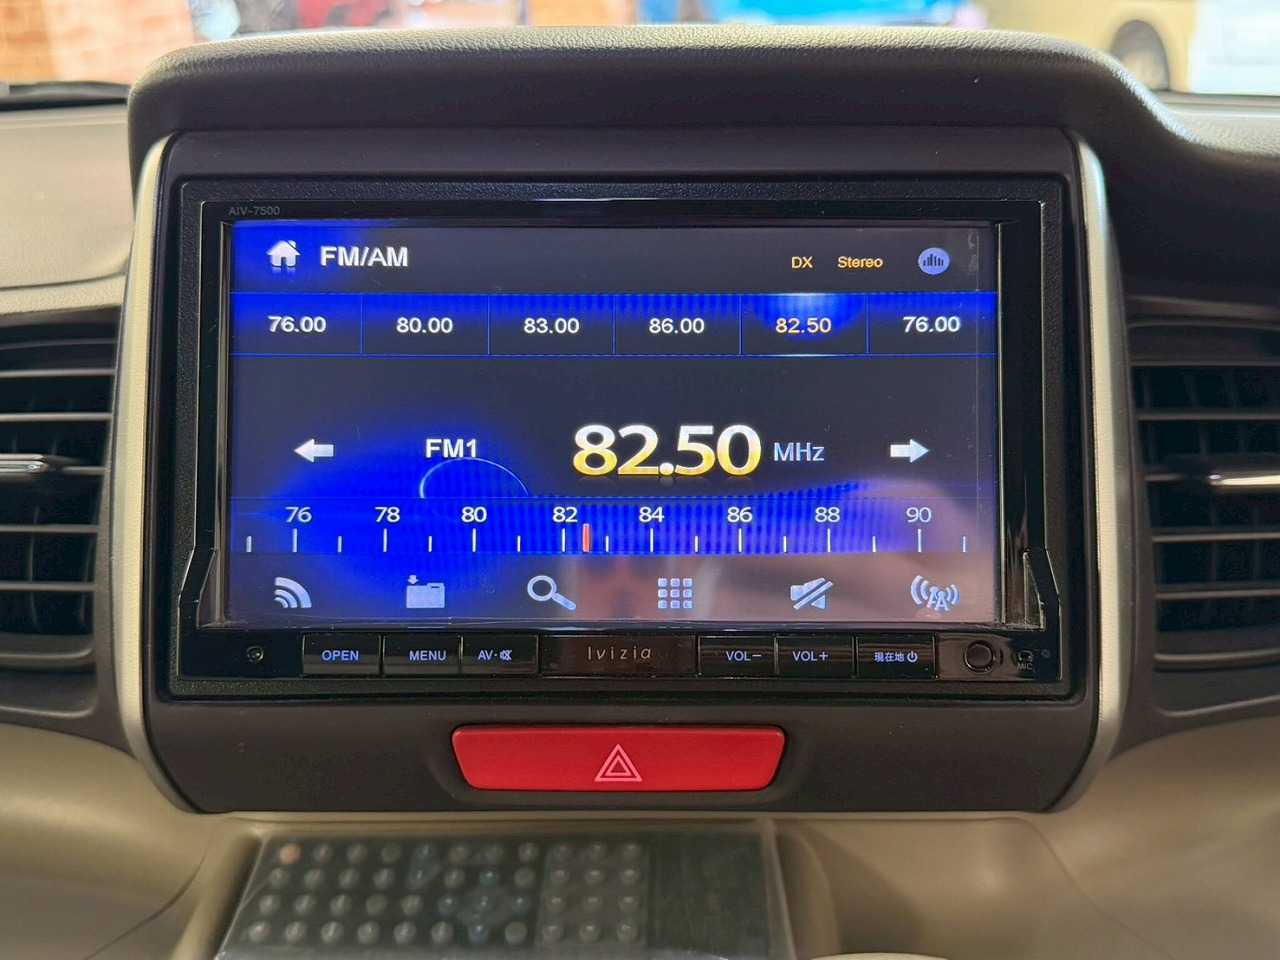 AIV-7500
FM/AM
DX Stereo
76.00 80.00 83.00 86.00 82.50 76.00
FM1 82.50 MHz
76 78 80 82 84 86 88 90
OPEN MENU AV· Ivizia VOL− VOL+ 現在地
MIC